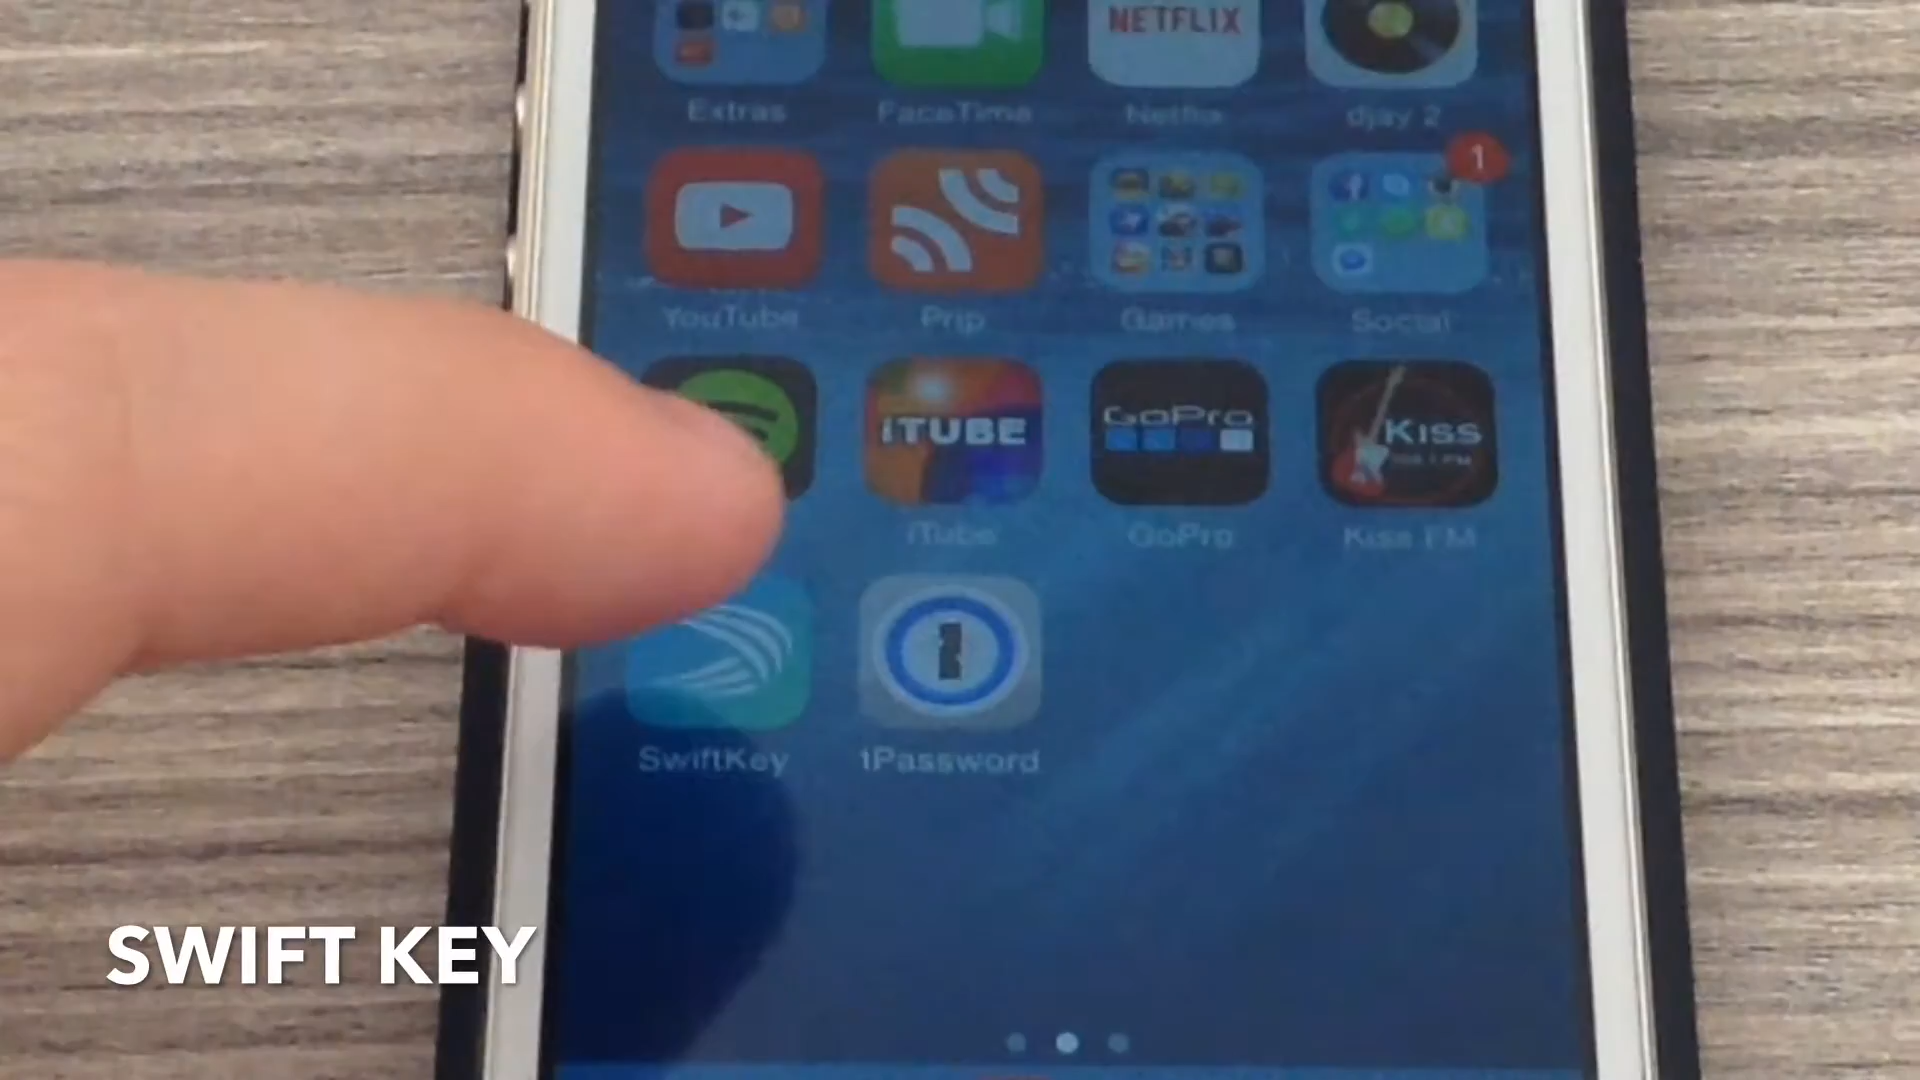 NETFLIX
Extras FaceTime Netflix djay 2
1
YouTube Prip Games Social
iTUBE GoPro Kiss
iTube GoPro Kiss FM
SwiftKey 1Password
SWIFT KEY